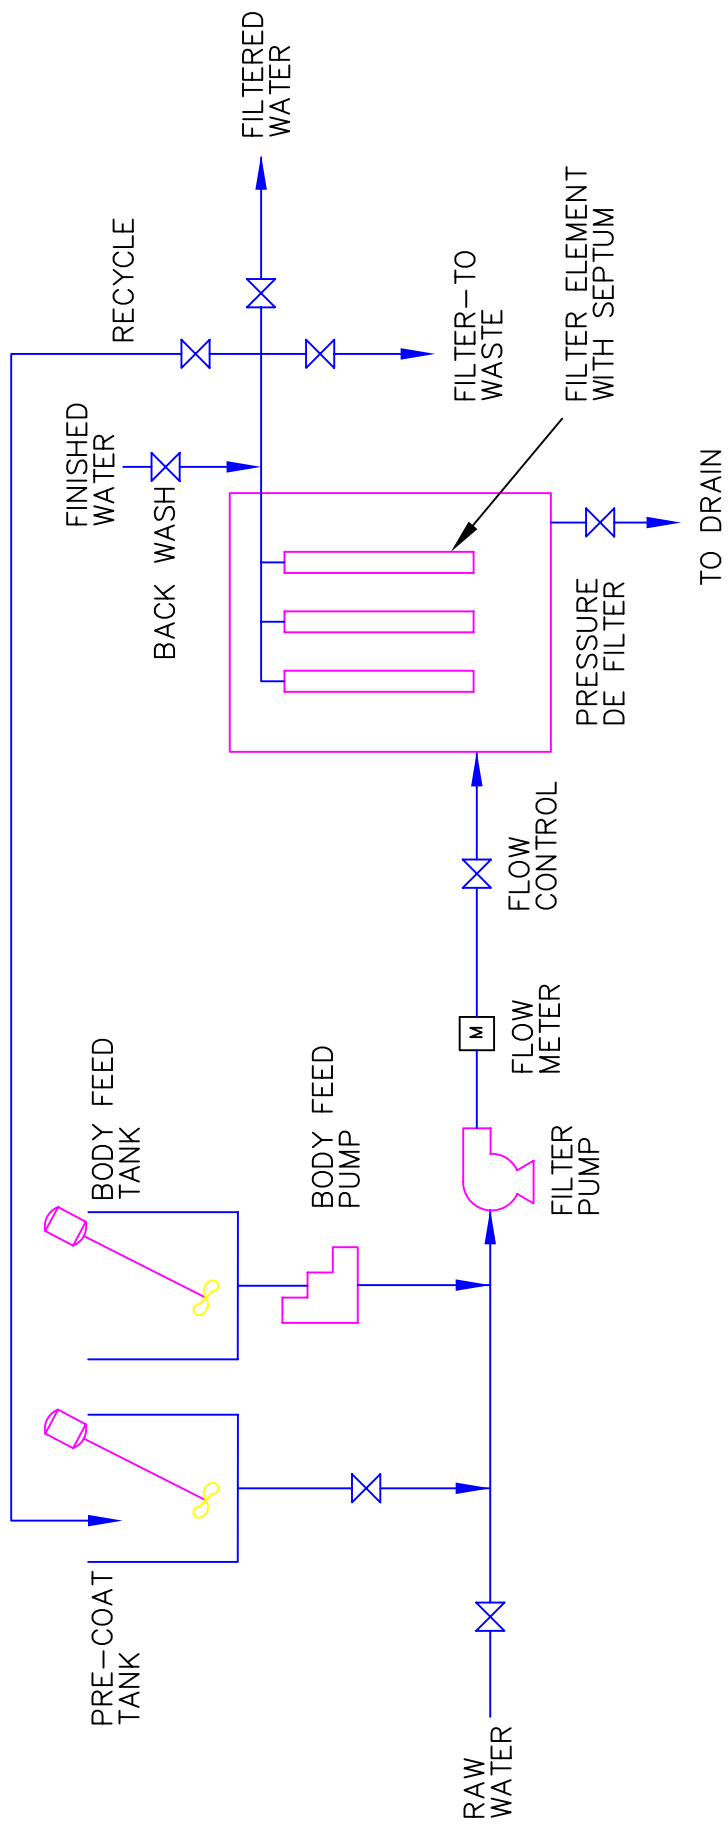 RAW
WATER
PRE-COAT
TANK
BODY FEED
TANK
BODY FEED
PUMP
FILTER
PUMP
M
FLOW
METER
FLOW
CONTROL
PRESSURE
DE FILTER
TO DRAIN
BACK WASH
FINISHED
WATER
RECYCLE
FILTERED
WATER
FILTER-TO
WASTE
FILTER ELEMENT
WITH SEPTUM